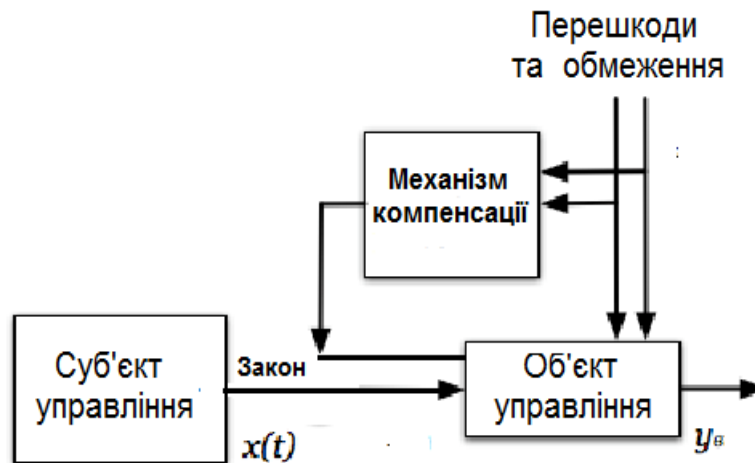 Перешкоди
та обмеження
Механізм
компенсації
Суб'єкт
управління
Закон
x(t)
Об'єкт
управління
yв